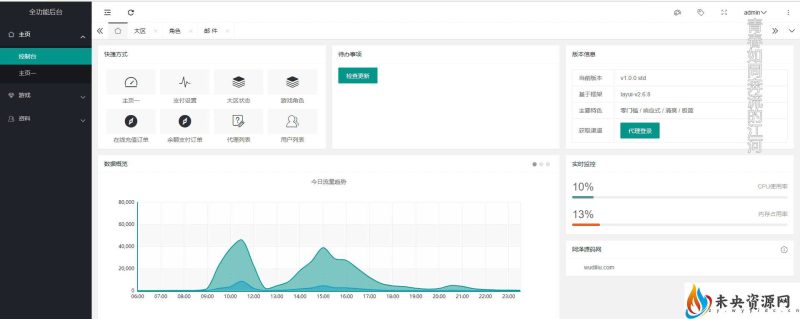 全功能后台
admin
主页
大区
角色
邮 件
控制台
主页一
游戏
资料
快捷方式
主页一
支付设置
大区状态
游戏角色
在线充值订单
余额支付订单
代理列表
用户列表
待办事项
检查更新
版本信息
当前版本 v1.0.0 std
基于框架 layui-v2.6.8
主要特色 零门槛 / 响应式 / 清爽 / 极简
获取渠道 代理登录
青春如同奔流的江河
数据概览
今日流量趋势
80,000
60,000
40,000
20,000
0
06:00 07:00 08:00 09:00 10:00 11:30 12:30 13:30 14:30 15:00 16:00 17:00 18:00 19:00 20:00 21:00 22:00 23:00
实时监控
10% CPU使用率
13% 内存占用率
阿泽源码网
wudiliu.com
未央资源网